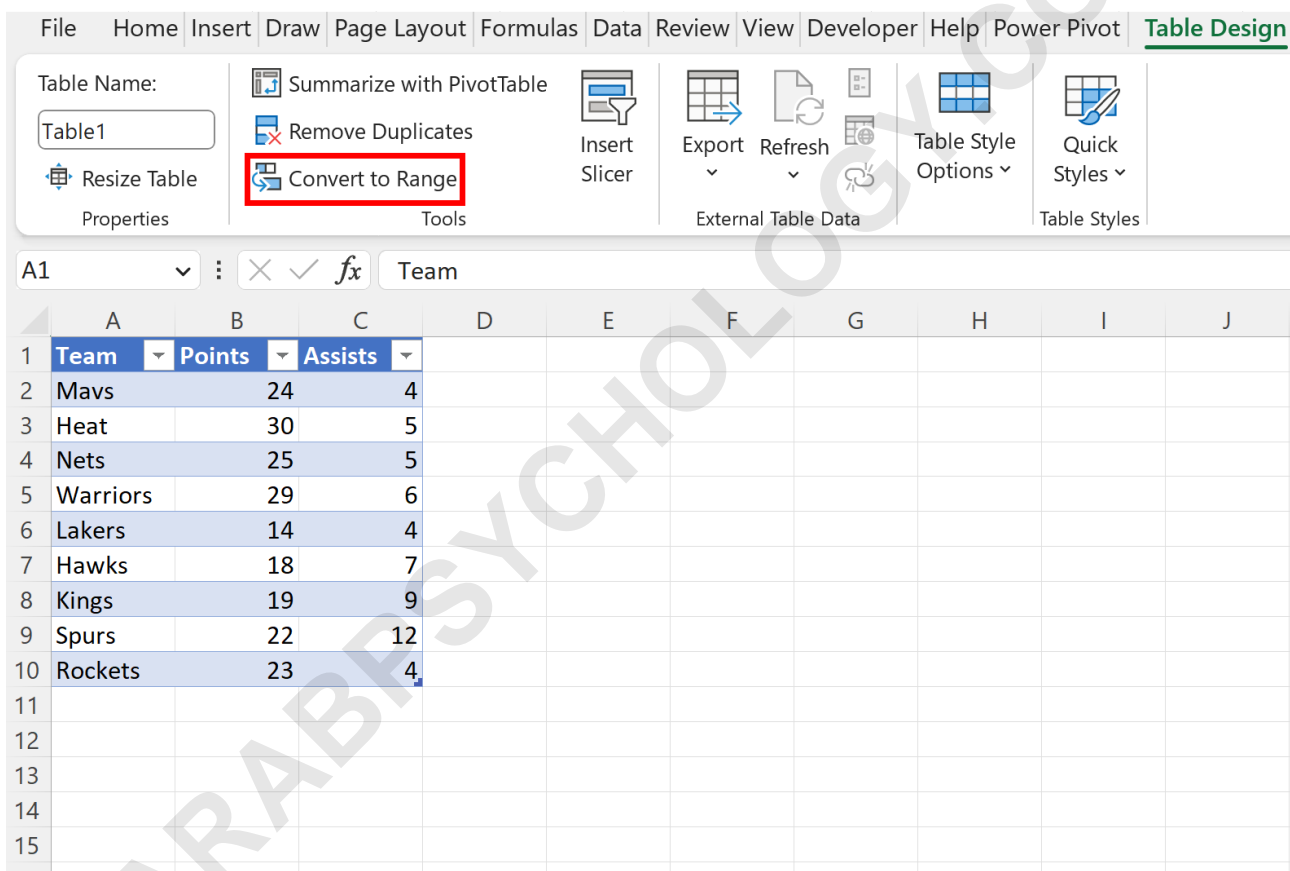 File Home Insert Draw Page Layout Formulas Data Review View Developer Help Power Pivot Table Design
Table Name:
Table1
Resize Table
Properties
Summarize with PivotTable
Remove Duplicates
Convert to Range
Tools
Insert
Slicer
Export
Refresh
External Table Data
Table Style
Options
Quick
Styles
Table Styles
A1 fx Team
A B C D E F G H I J
1 Team Points Assists
2 Mavs 24 4
3 Heat 30 5
4 Nets 25 5
5 Warriors 29 6
6 Lakers 14 4
7 Hawks 18 7
8 Kings 19 9
9 Spurs 22 12
10 Rockets 23 4
11
12
13
14
15
ARABPSYCHOLOGY.CO